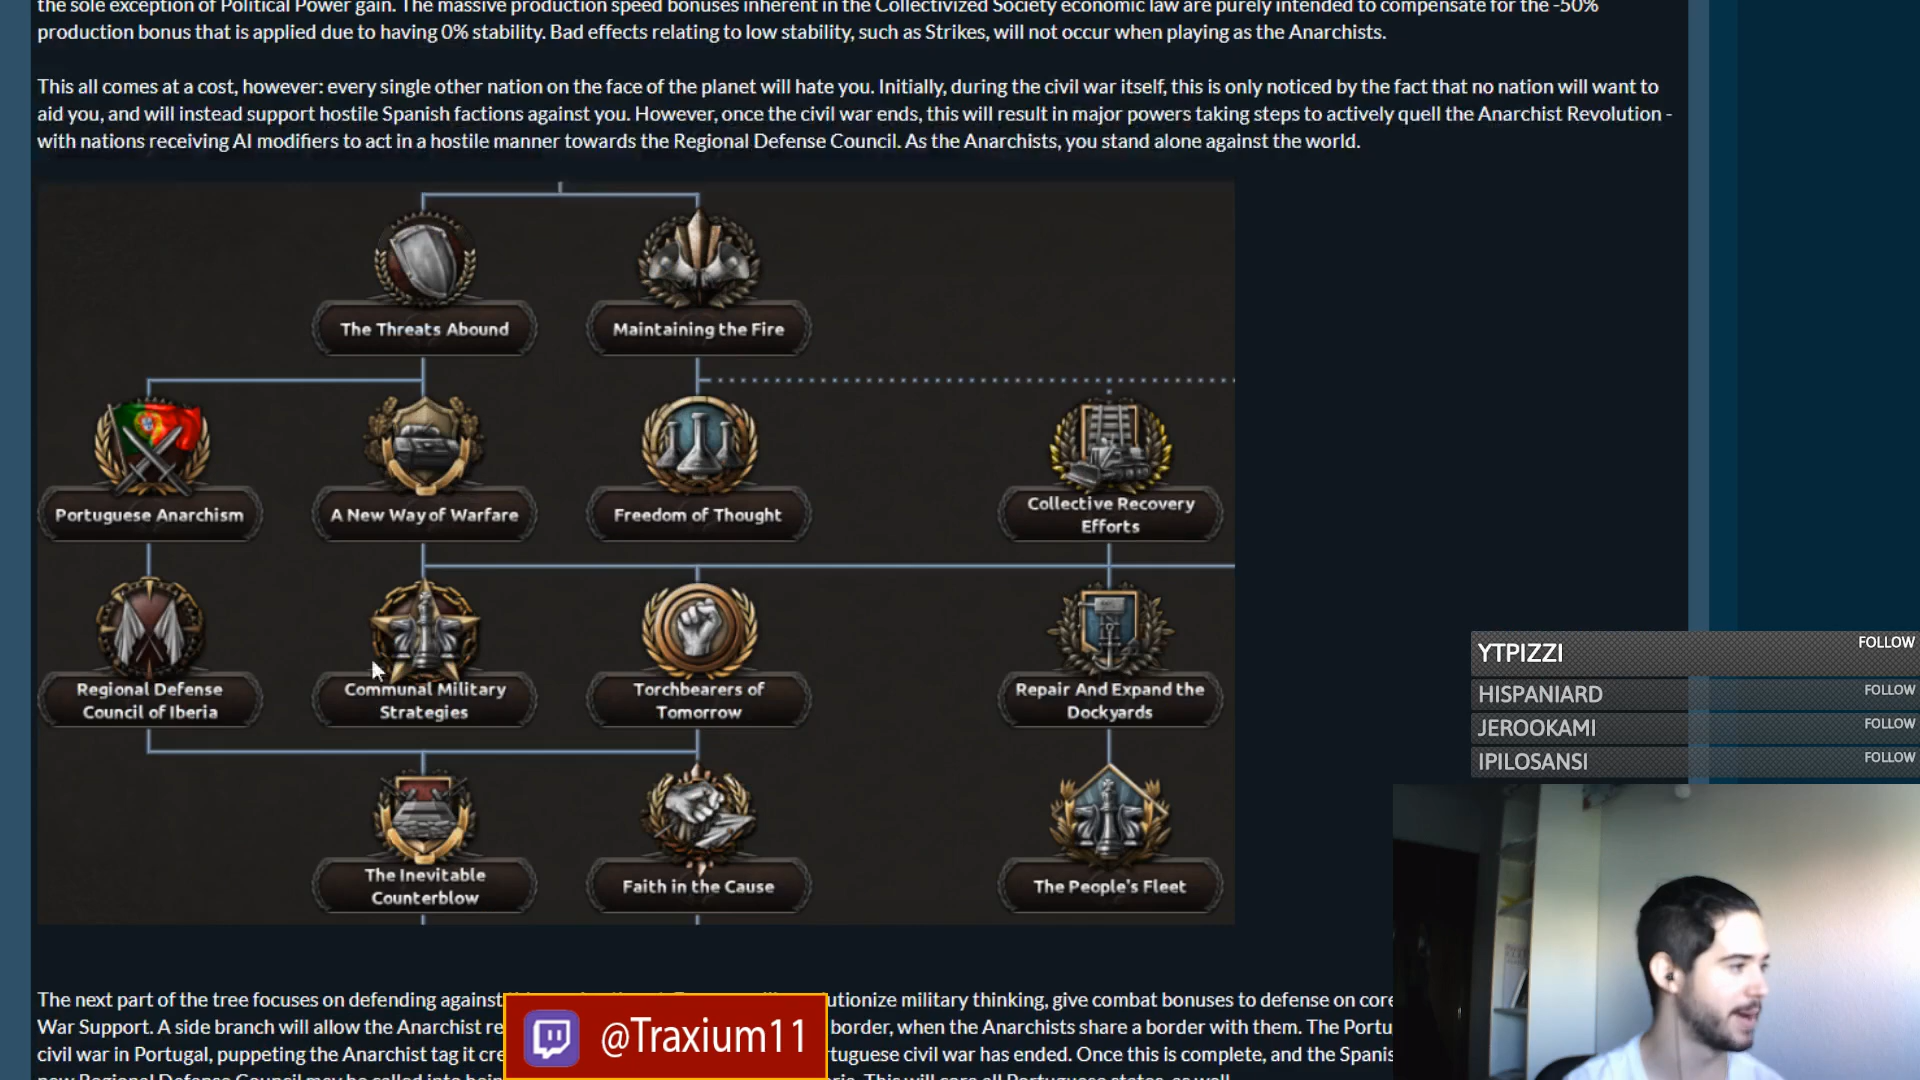 the sole exception of Political Power gain. The massive production speed bonuses inherent in the Collectivized Society economic law are purely intended to compensate for the -50%
production bonus that is applied due to having 0% stability. Bad effects relating to low stability, such as Strikes, will not occur when playing as the Anarchists.
This all comes at a cost, however: every single other nation on the face of the planet will hate you. Initially, during the civil war itself, this is only noticed by the fact that no nation will want to
aid you, and will instead support hostile Spanish factions against you. However, once the civil war ends, this will result in major powers taking steps to actively quell the Anarchist Revolution -
with nations receiving AI modifiers to act in a hostile manner towards the Regional Defense Council. As the Anarchists, you stand alone against the world.
The Threats Abound
Maintaining the Fire
Portuguese Anarchism
A New Way of Warfare
Freedom of Thought
Collective Recovery
Efforts
Regional Defense
Council of Iberia
Communal Military
Strategies
Torchbearers of
Tomorrow
Repair And Expand the
Dockyards
The Inevitable
Counterblow
Faith in the Cause
The People's Fleet
YTPIZZI FOLLOW
HISPANIARD FOLLOW
JEROOKAMI FOLLOW
IPILOSANSI FOLLOW
The next part of the tree focuses on defending against military thinking, give combat bonuses to defense on
War Support. A side branch will allow the Anarchist border, when the Anarchists share a border with them. The
civil war in Portugal, puppeting the Anarchist tag it civil war has ended. Once this is complete, and the
@Traxium11